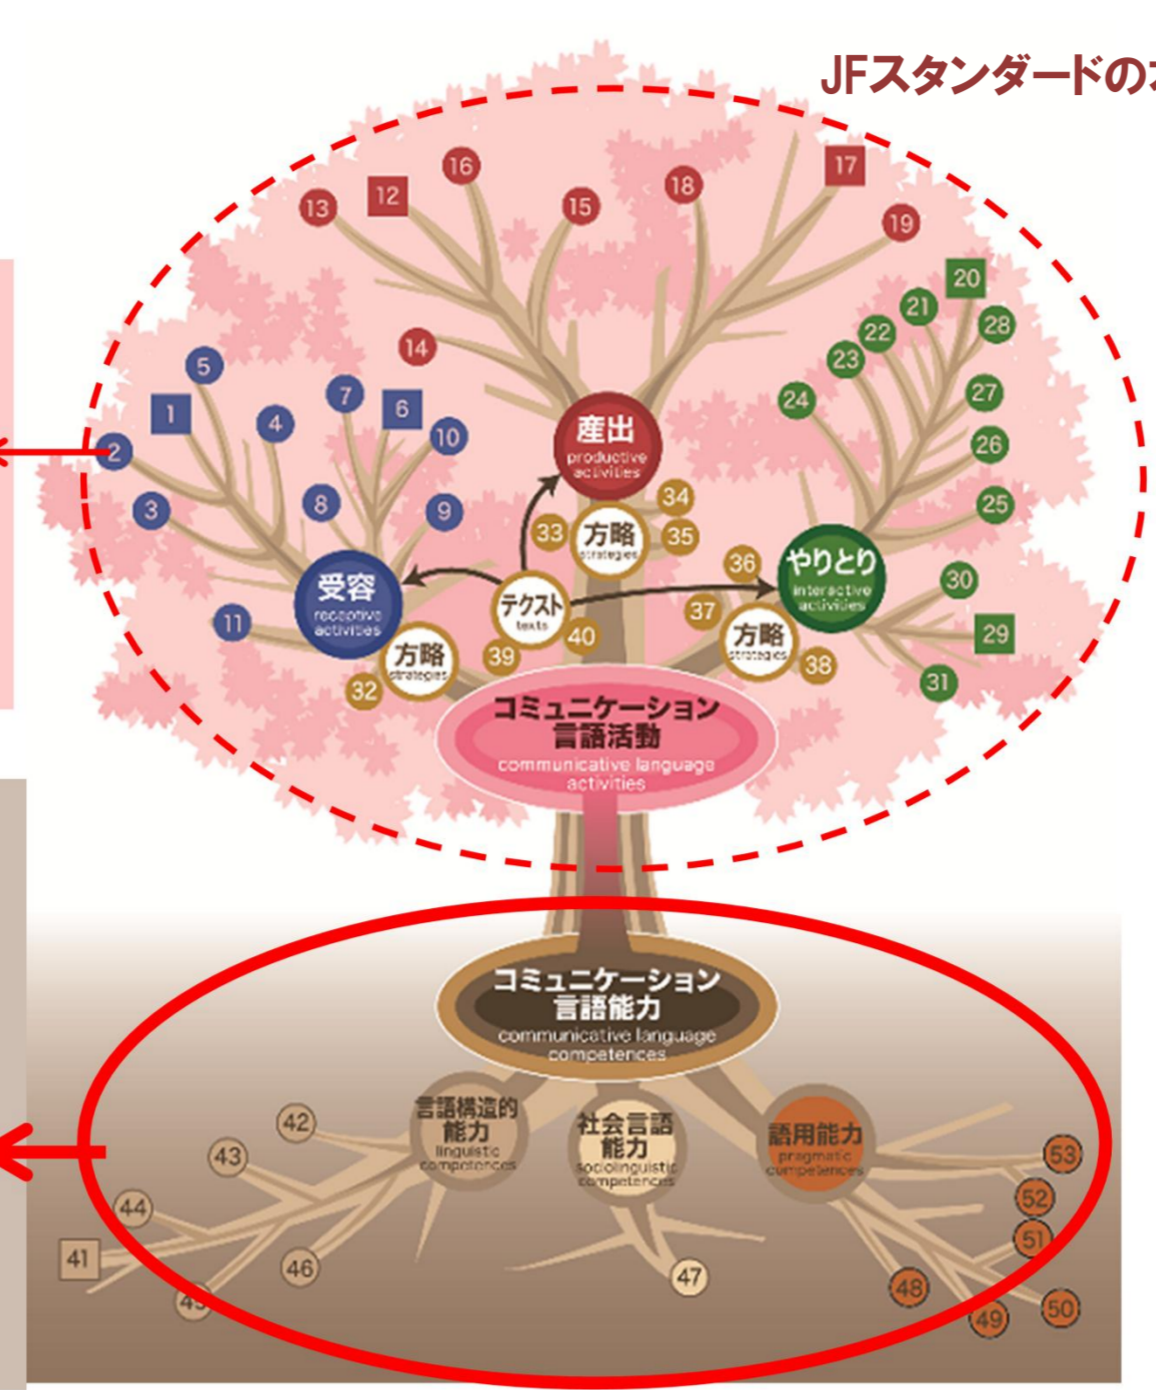 JFスタンダードの
16
17
12
18
13
15
19
20
21
28
22
14
23
5
7
27
24
1
6
4
10
産出
productive
activities
26
2
34
25
8
9
3
33
方略
strategies
35
36
やりとり
interactive
activities
30
受容
receptive
activities
テクスト
texts
37
11
40
方略
strategies
29
39
方略
strategies
38
31
32
コミュニケーション
言語活動
communicative language
activities
コミュニケーション
言語能力
communicative language
competences
言語構造的
能力
linguistic
competences
社会言語
能力
sociolinguistic
competences
語用能力
pragmatic
competences
42
43
53
44
52
51
41
46
47
48
45
49
50